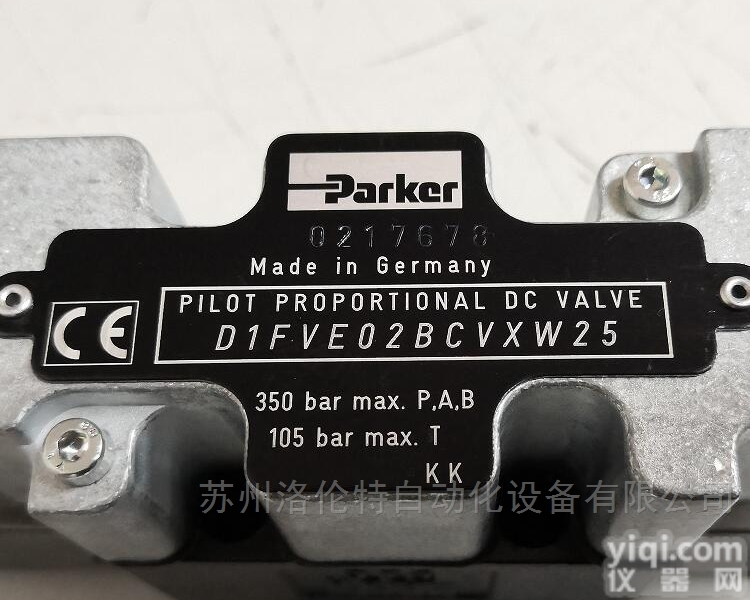 Parker
0217678
Made in Germany
CE
PILOT PROPORTIONAL DC VALVE
D1FVE02BCVXW25
350 bar max. P,A,B
105 bar max. T
KK
苏州洛伦特自动化设备有限公司
yiqi.com
仪器网